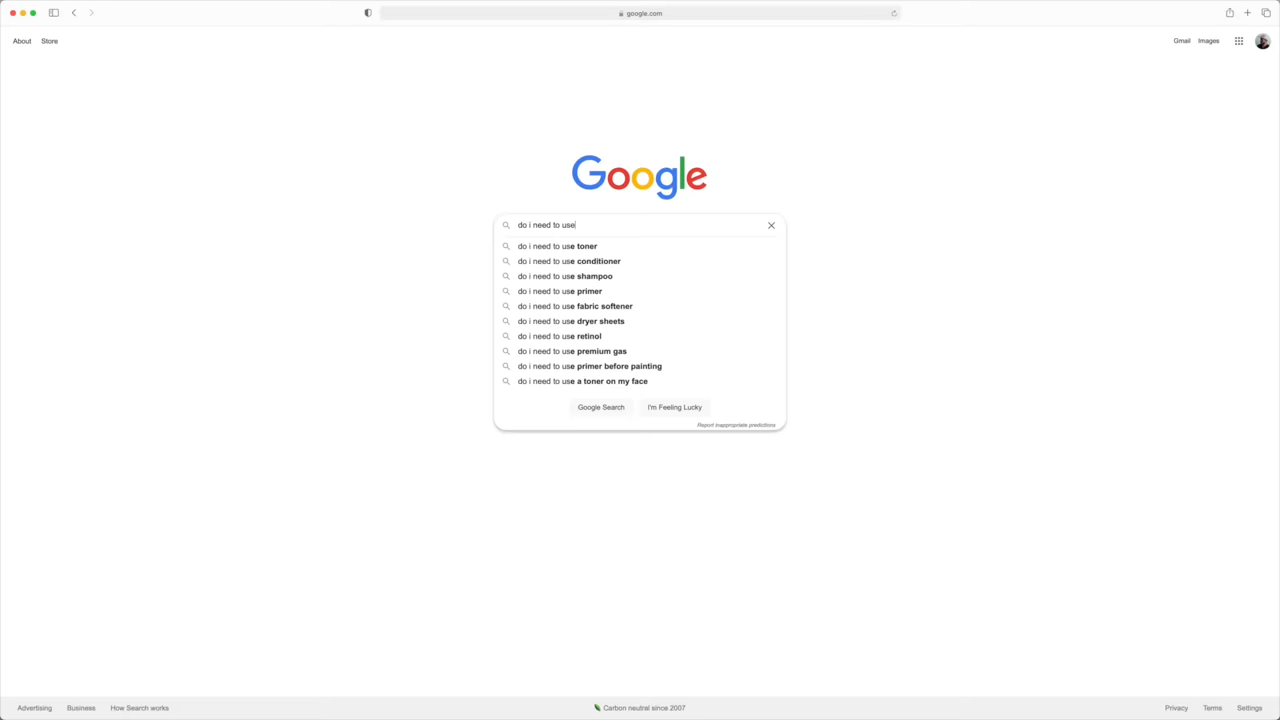 google.com
About Store
Gmail Images
Google
do i need to use
do i need to use toner
do i need to use conditioner
do i need to use shampoo
do i need to use primer
do i need to use fabric softener
do i need to use dryer sheets
do i need to use retinol
do i need to use premium gas
do i need to use primer before painting
do i need to use a toner on my face
Google Search I'm Feeling Lucky
Report inappropriate predictions
Advertising Business How Search works Carbon neutral since 2007 Privacy Terms Settings